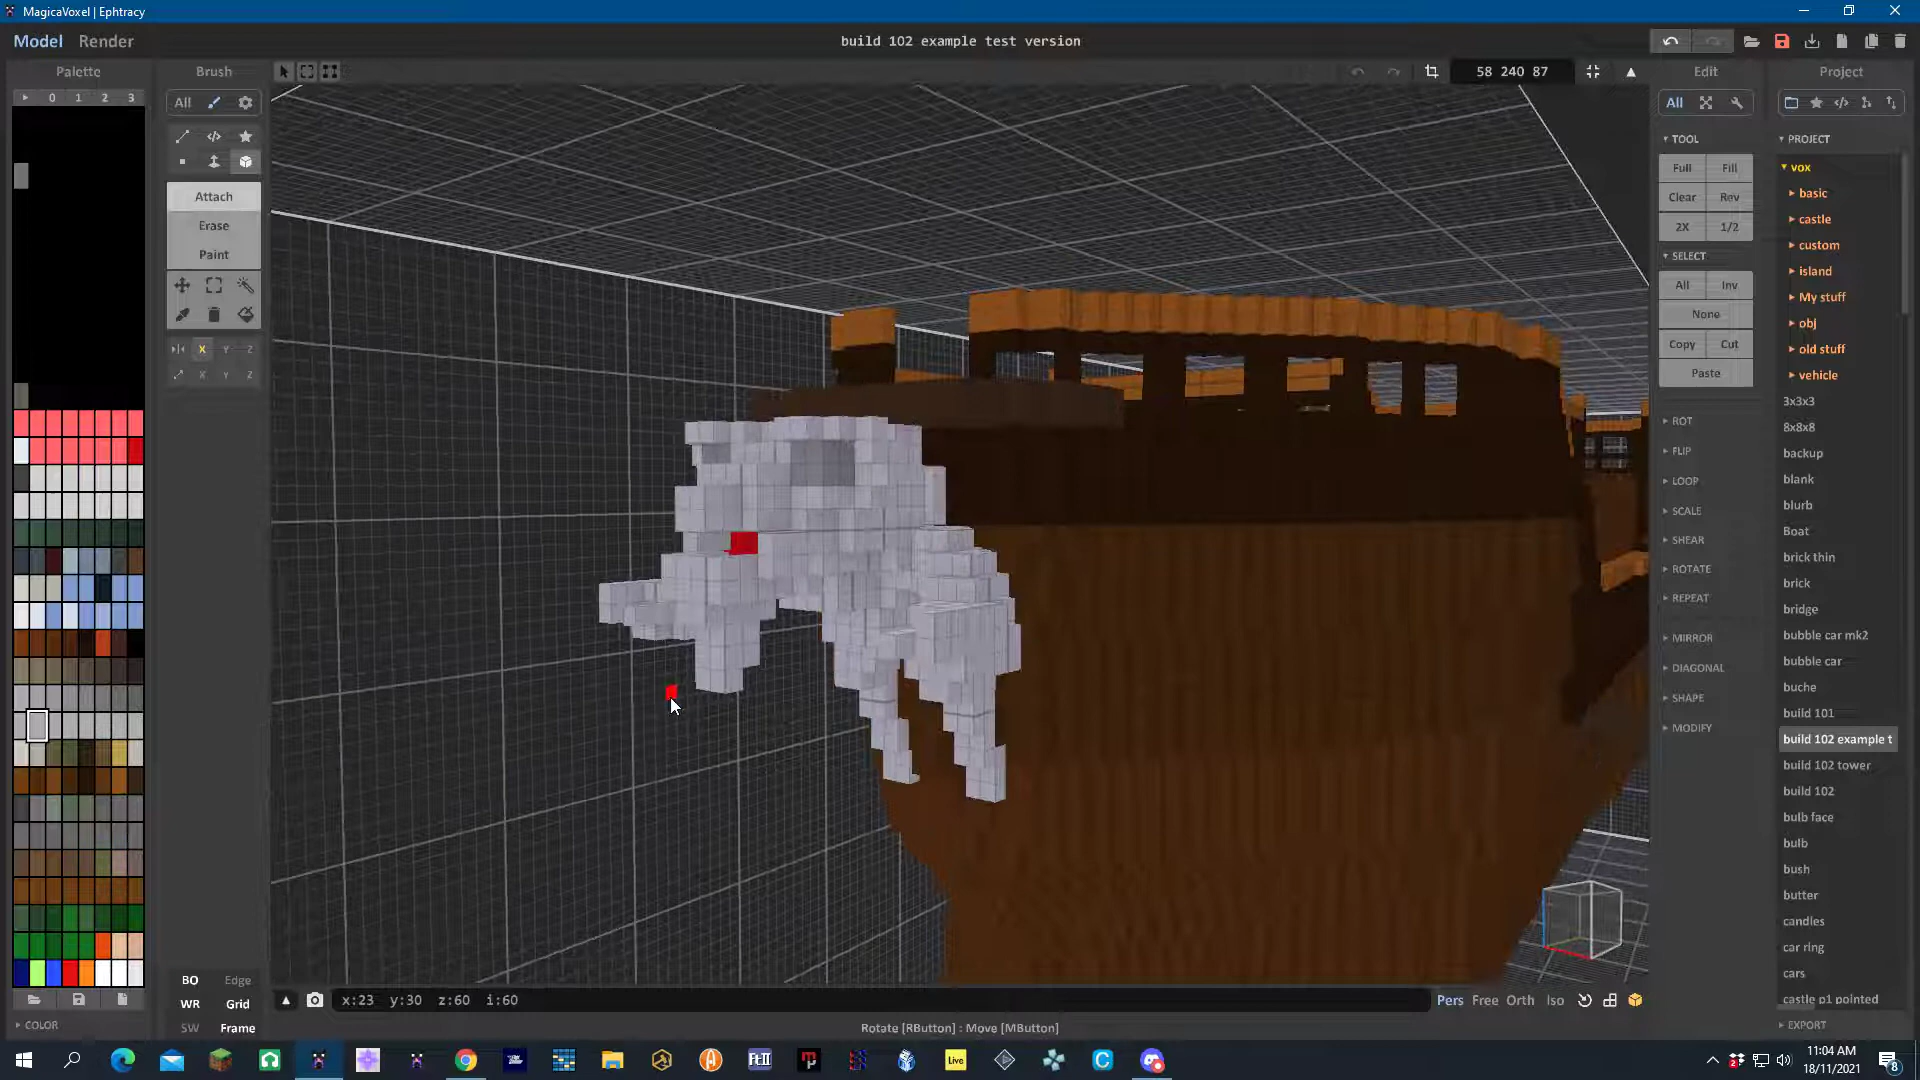 MagicaVoxel | Ephtracy
Model Render
build 102 example test version
Palette
0 1 2 3
Brush
All
Attach
Erase
Paint
X Y Z
X Y Z
58 240 87
Edit
All
TOOL
Full Fill
Clear Rev
2X 1/2
SELECT
All Inv
None
Copy Cut
Paste
ROT
FLIP
LOOP
SCALE
SHEAR
ROTATE
REPEAT
MIRROR
DIAGONAL
SHAPE
MODIFY
Project
PROJECT
vox
basic
castle
custom
island
My stuff
obj
old stuff
vehicle
3x3x3
8x8x8
backup
blank
blurb
Boat
brick thin
brick
bridge
bubble car mk2
bubble car
buche
build 101
build 102 example t
build 102 tower
build 102
bulb face
bulb
bush
butter
candles
car ring
cars
castle p1 pointed
EXPORT
BO Edge
WR Grid
SW Frame
COLOR
x:23 y:30 z:60 i:60
Pers Free Orth Iso
Rotate [RButton] : Move [MButton]
Ft-II
Live
11:04 AM
18/11/2021
8